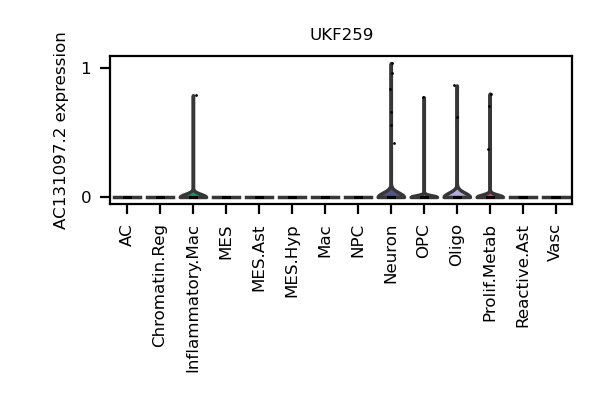 UKF259
AC131097.2 expression
1
0
AC
Chromatin.Reg
Inflammatory.Mac
MES
MES.Ast
MES.Hyp
Mac
NPC
Neuron
OPC
Oligo
Prolif.Metab
Reactive.Ast
Vasc